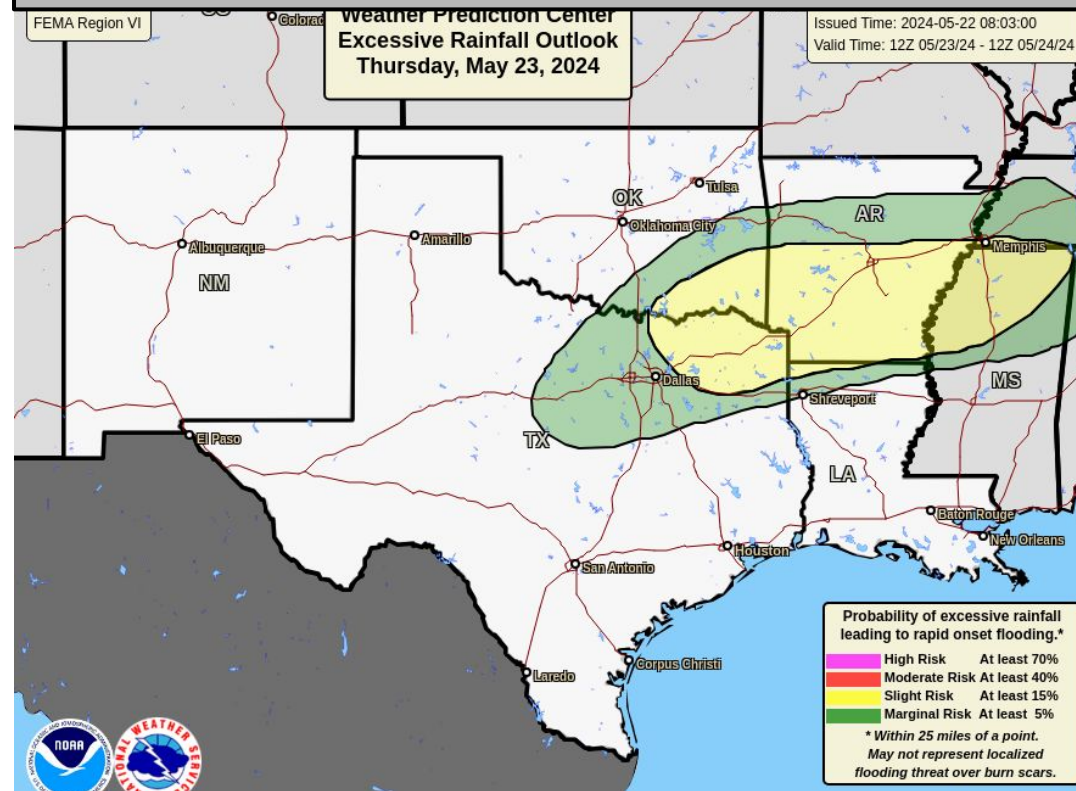 FEMA Region VI
Weather Prediction Center
Excessive Rainfall Outlook
Thursday, May 23, 2024
Issued Time: 2024-05-22 08:03:00
Valid Time: 12Z 05/23/24 - 12Z 05/24/24
Colorad
Tulsa
OK
Oklahoma City
AR
Albuquerque
Amarillo
Memphis
NM
Dallas
MS
Shreveport
El Paso
TX
LA
Baton Rouge
New Orleans
Houston
San Antonio
Corpus Christi
Laredo
Probability of excessive rainfall
leading to rapid onset flooding.*
High Risk At least 70%
Moderate Risk At least 40%
Slight Risk At least 15%
Marginal Risk At least 5%
* Within 25 miles of a point.
May not represent localized
flooding threat over burn scars.
NOAA